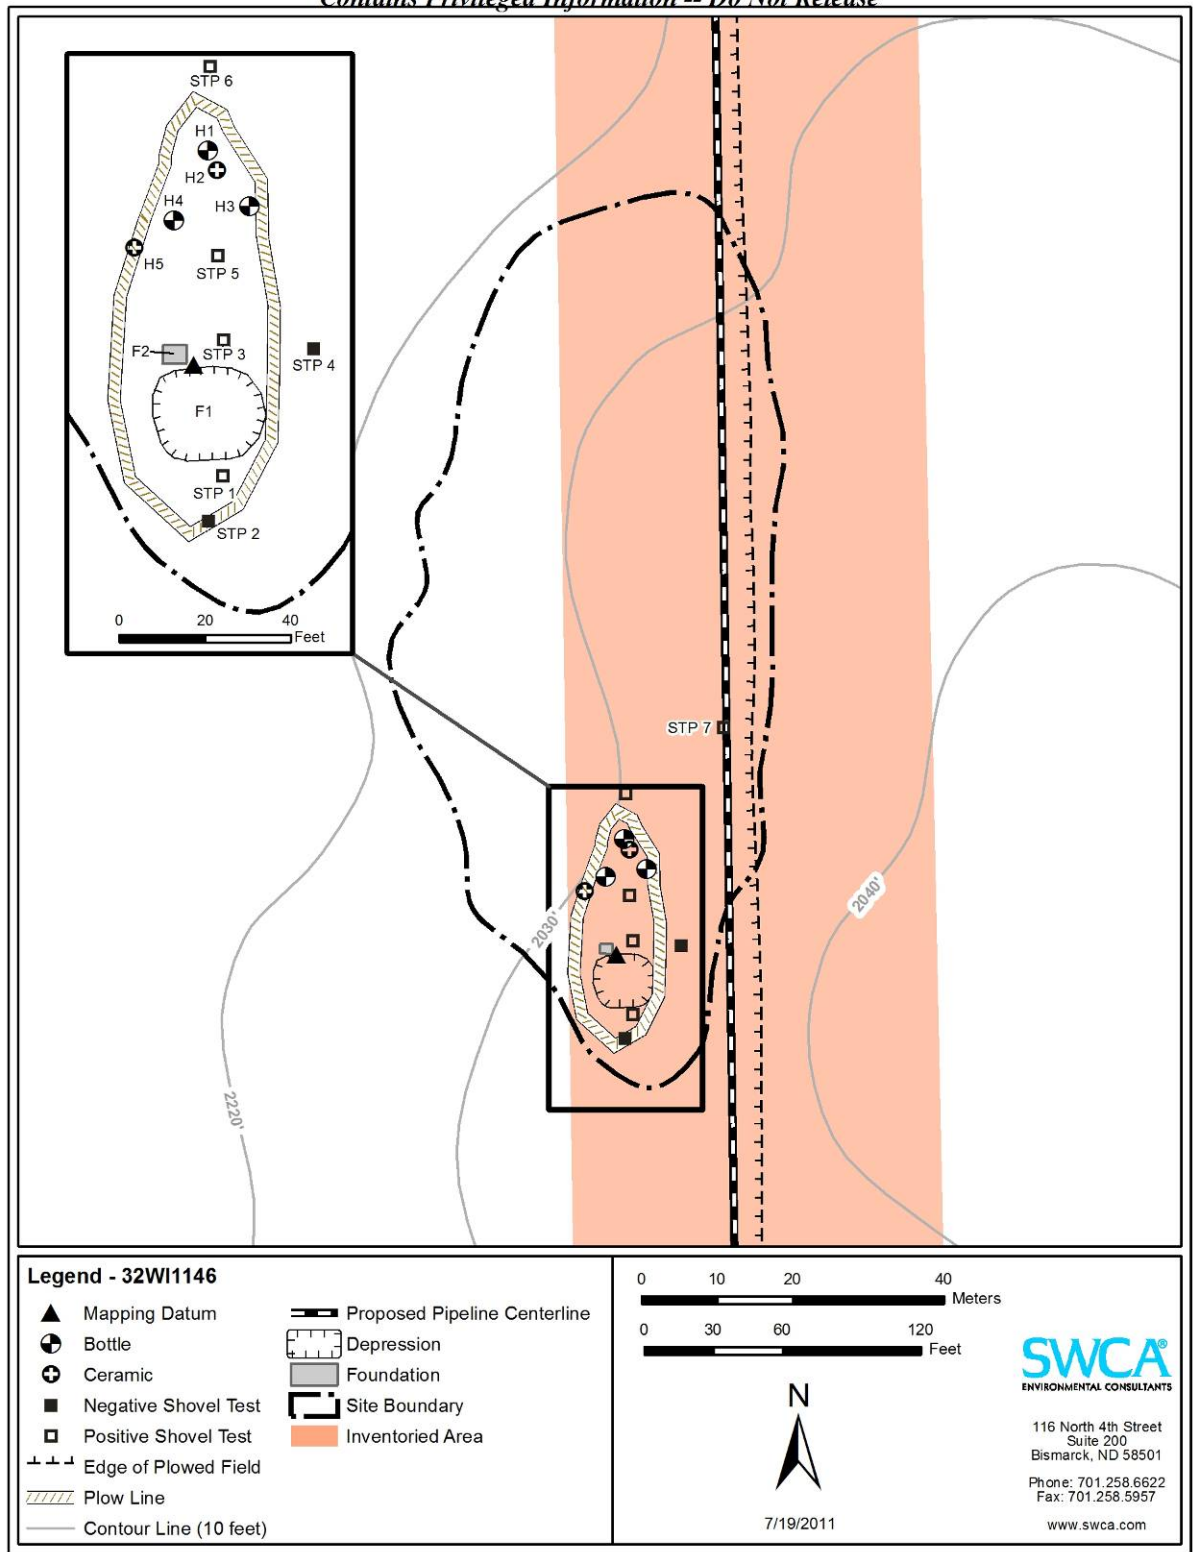 Contains Privileged Information -- Do Not Release
STP 6
H1
H2
H4
H3
H5
STP 5
F2
STP 3
STP 4
F1
STP 1
STP 2
0 20 40
Feet
STP 7
2030'
2040'
2220'
Legend - 32WI1146
Mapping Datum
Bottle
Ceramic
Negative Shovel Test
Positive Shovel Test
Edge of Plowed Field
Plow Line
Contour Line (10 feet)
Proposed Pipeline Centerline
Depression
Foundation
Site Boundary
Inventoried Area
0 10 20 40
Meters
0 30 60 120
Feet
N
7/19/2011
SWCA®
ENVIRONMENTAL CONSULTANTS
116 North 4th Street
Suite 200
Bismarck, ND 58501
Phone: 701.258.6622
Fax: 701.258.5957
www.swca.com